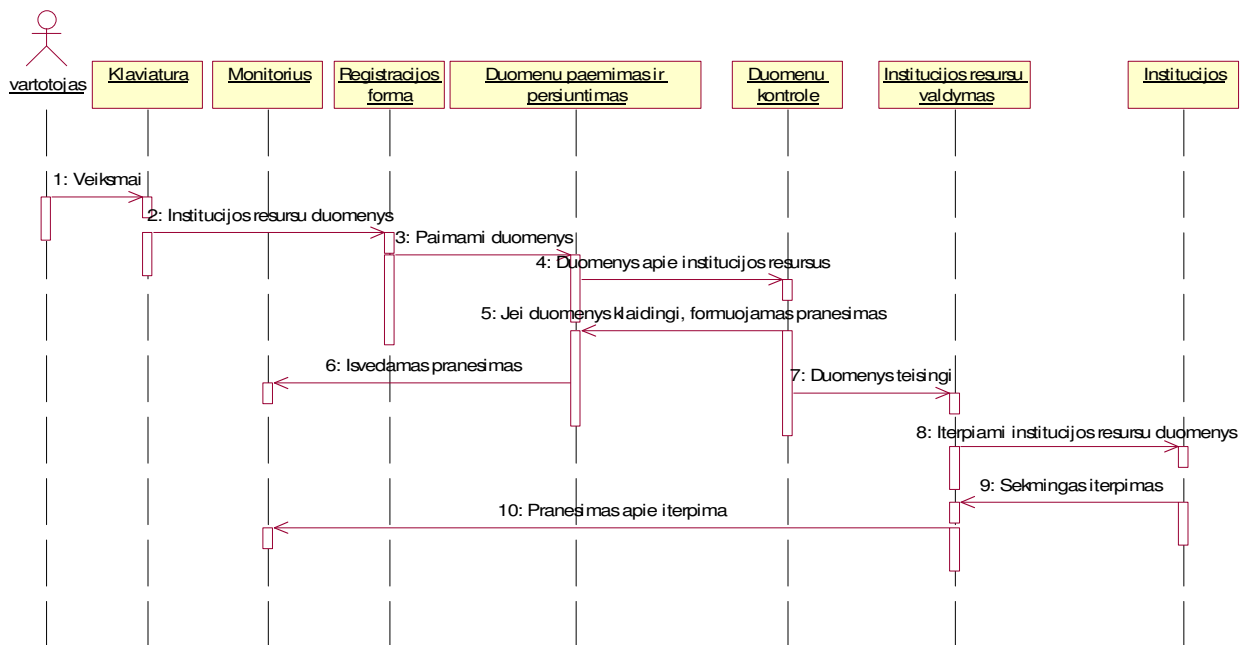 vartotojas
Klaviatura
Monitorius
Registracijos
forma
Duomenu paemimas ir
persiuntimas
Duomenu
kontrole
Institucijos resursu
valdymas
Institucijos
1: Veiksmai
2: Institucijos resursu duomenys
3: Paimami duomenys
4: Duomenys apie institucijos resursus
5: Jei duomenys klaidingi, formuojamas pranesimas
6: Isvedamas pranesimas
7: Duomenys teisingi
8: Iterpiami institucijos resursu duomenys
9: Sekmingas iterpimas
10: Pranesimas apie iterpima